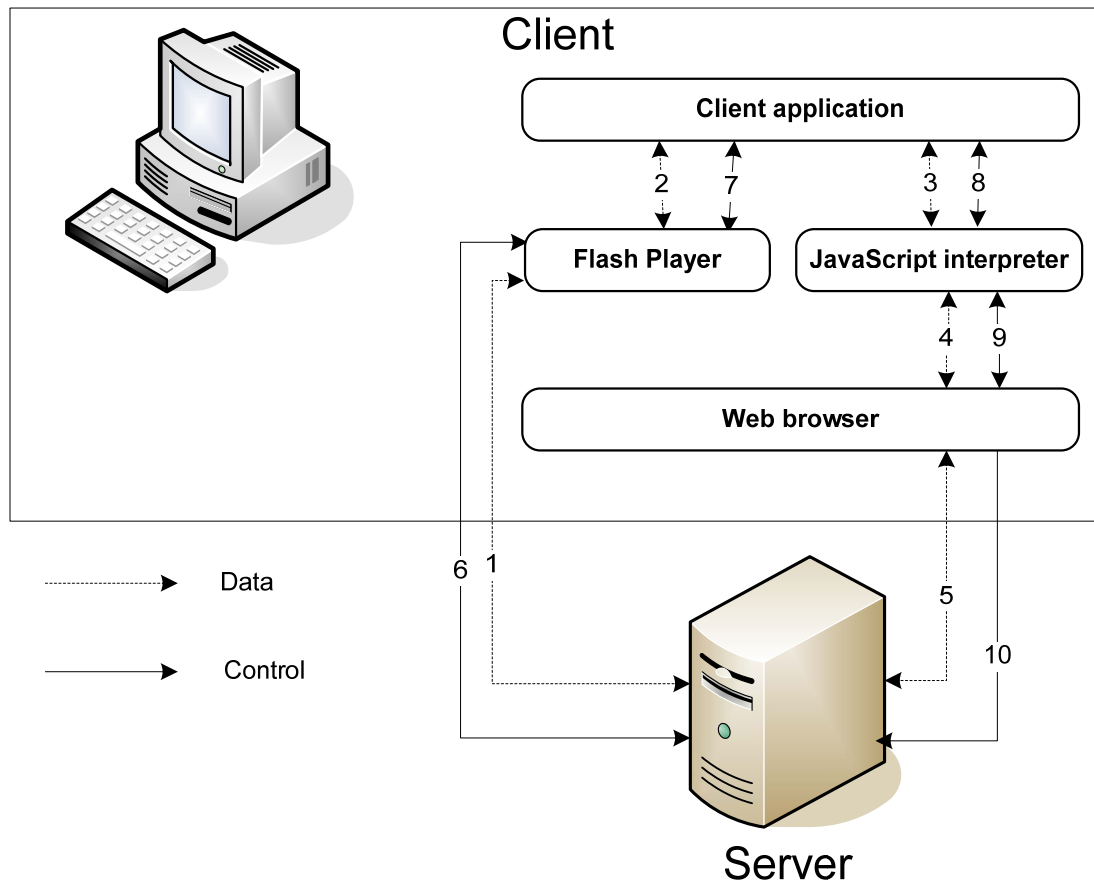 Client
Client application
2
7
3
8
Flash Player
JavaScript interpreter
4
9
Web browser
6
1
Data
5
Control
10
Server